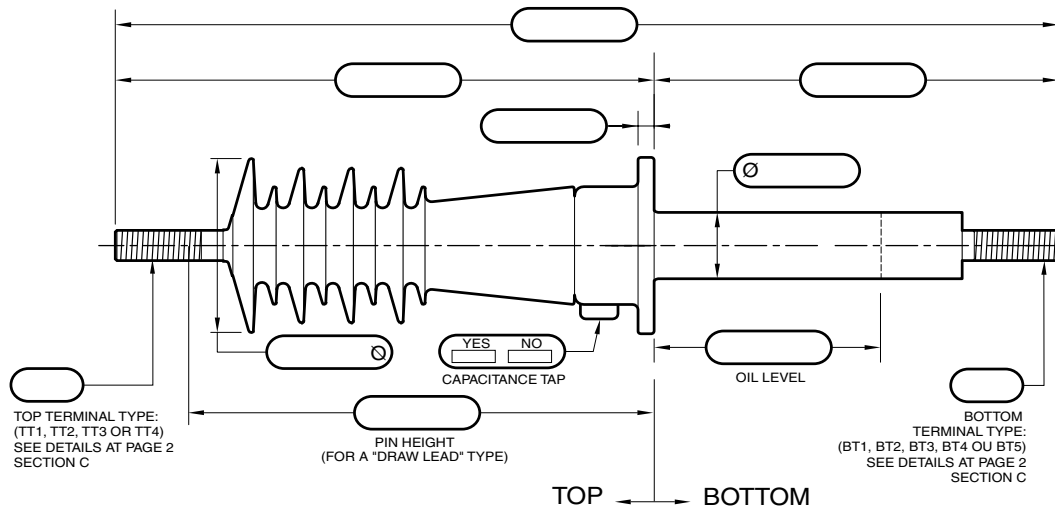 Ø
Ø
YES NO
CAPACITANCE TAP
OIL LEVEL
TOP TERMINAL TYPE:
(TT1, TT2, TT3 OR TT4)
SEE DETAILS AT PAGE 2
SECTION C
PIN HEIGHT
(FOR A "DRAW LEAD" TYPE)
BOTTOM
TERMINAL TYPE:
(BT1, BT2, BT3, BT4 OU BT5)
SEE DETAILS AT PAGE 2
SECTION C
TOP BOTTOM